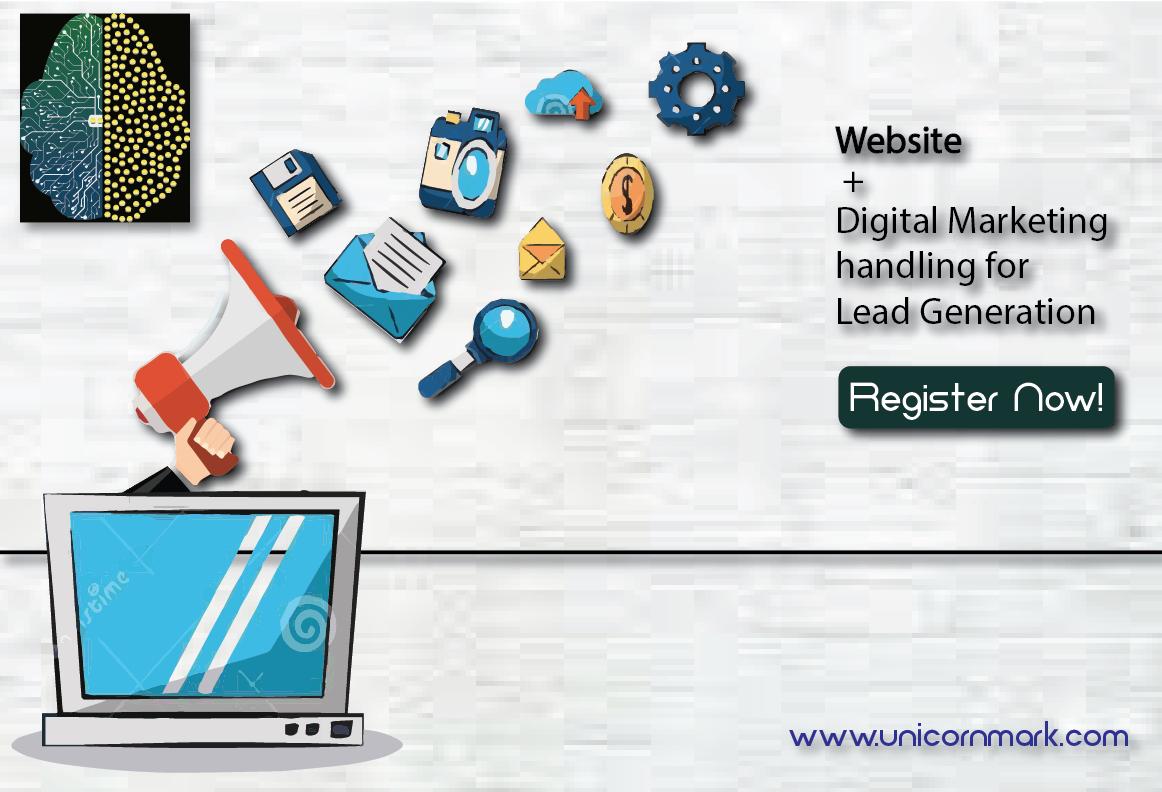 Website
+
Digital Marketing
handling for
Lead Generation
Register Now!
www.unicornmark.com